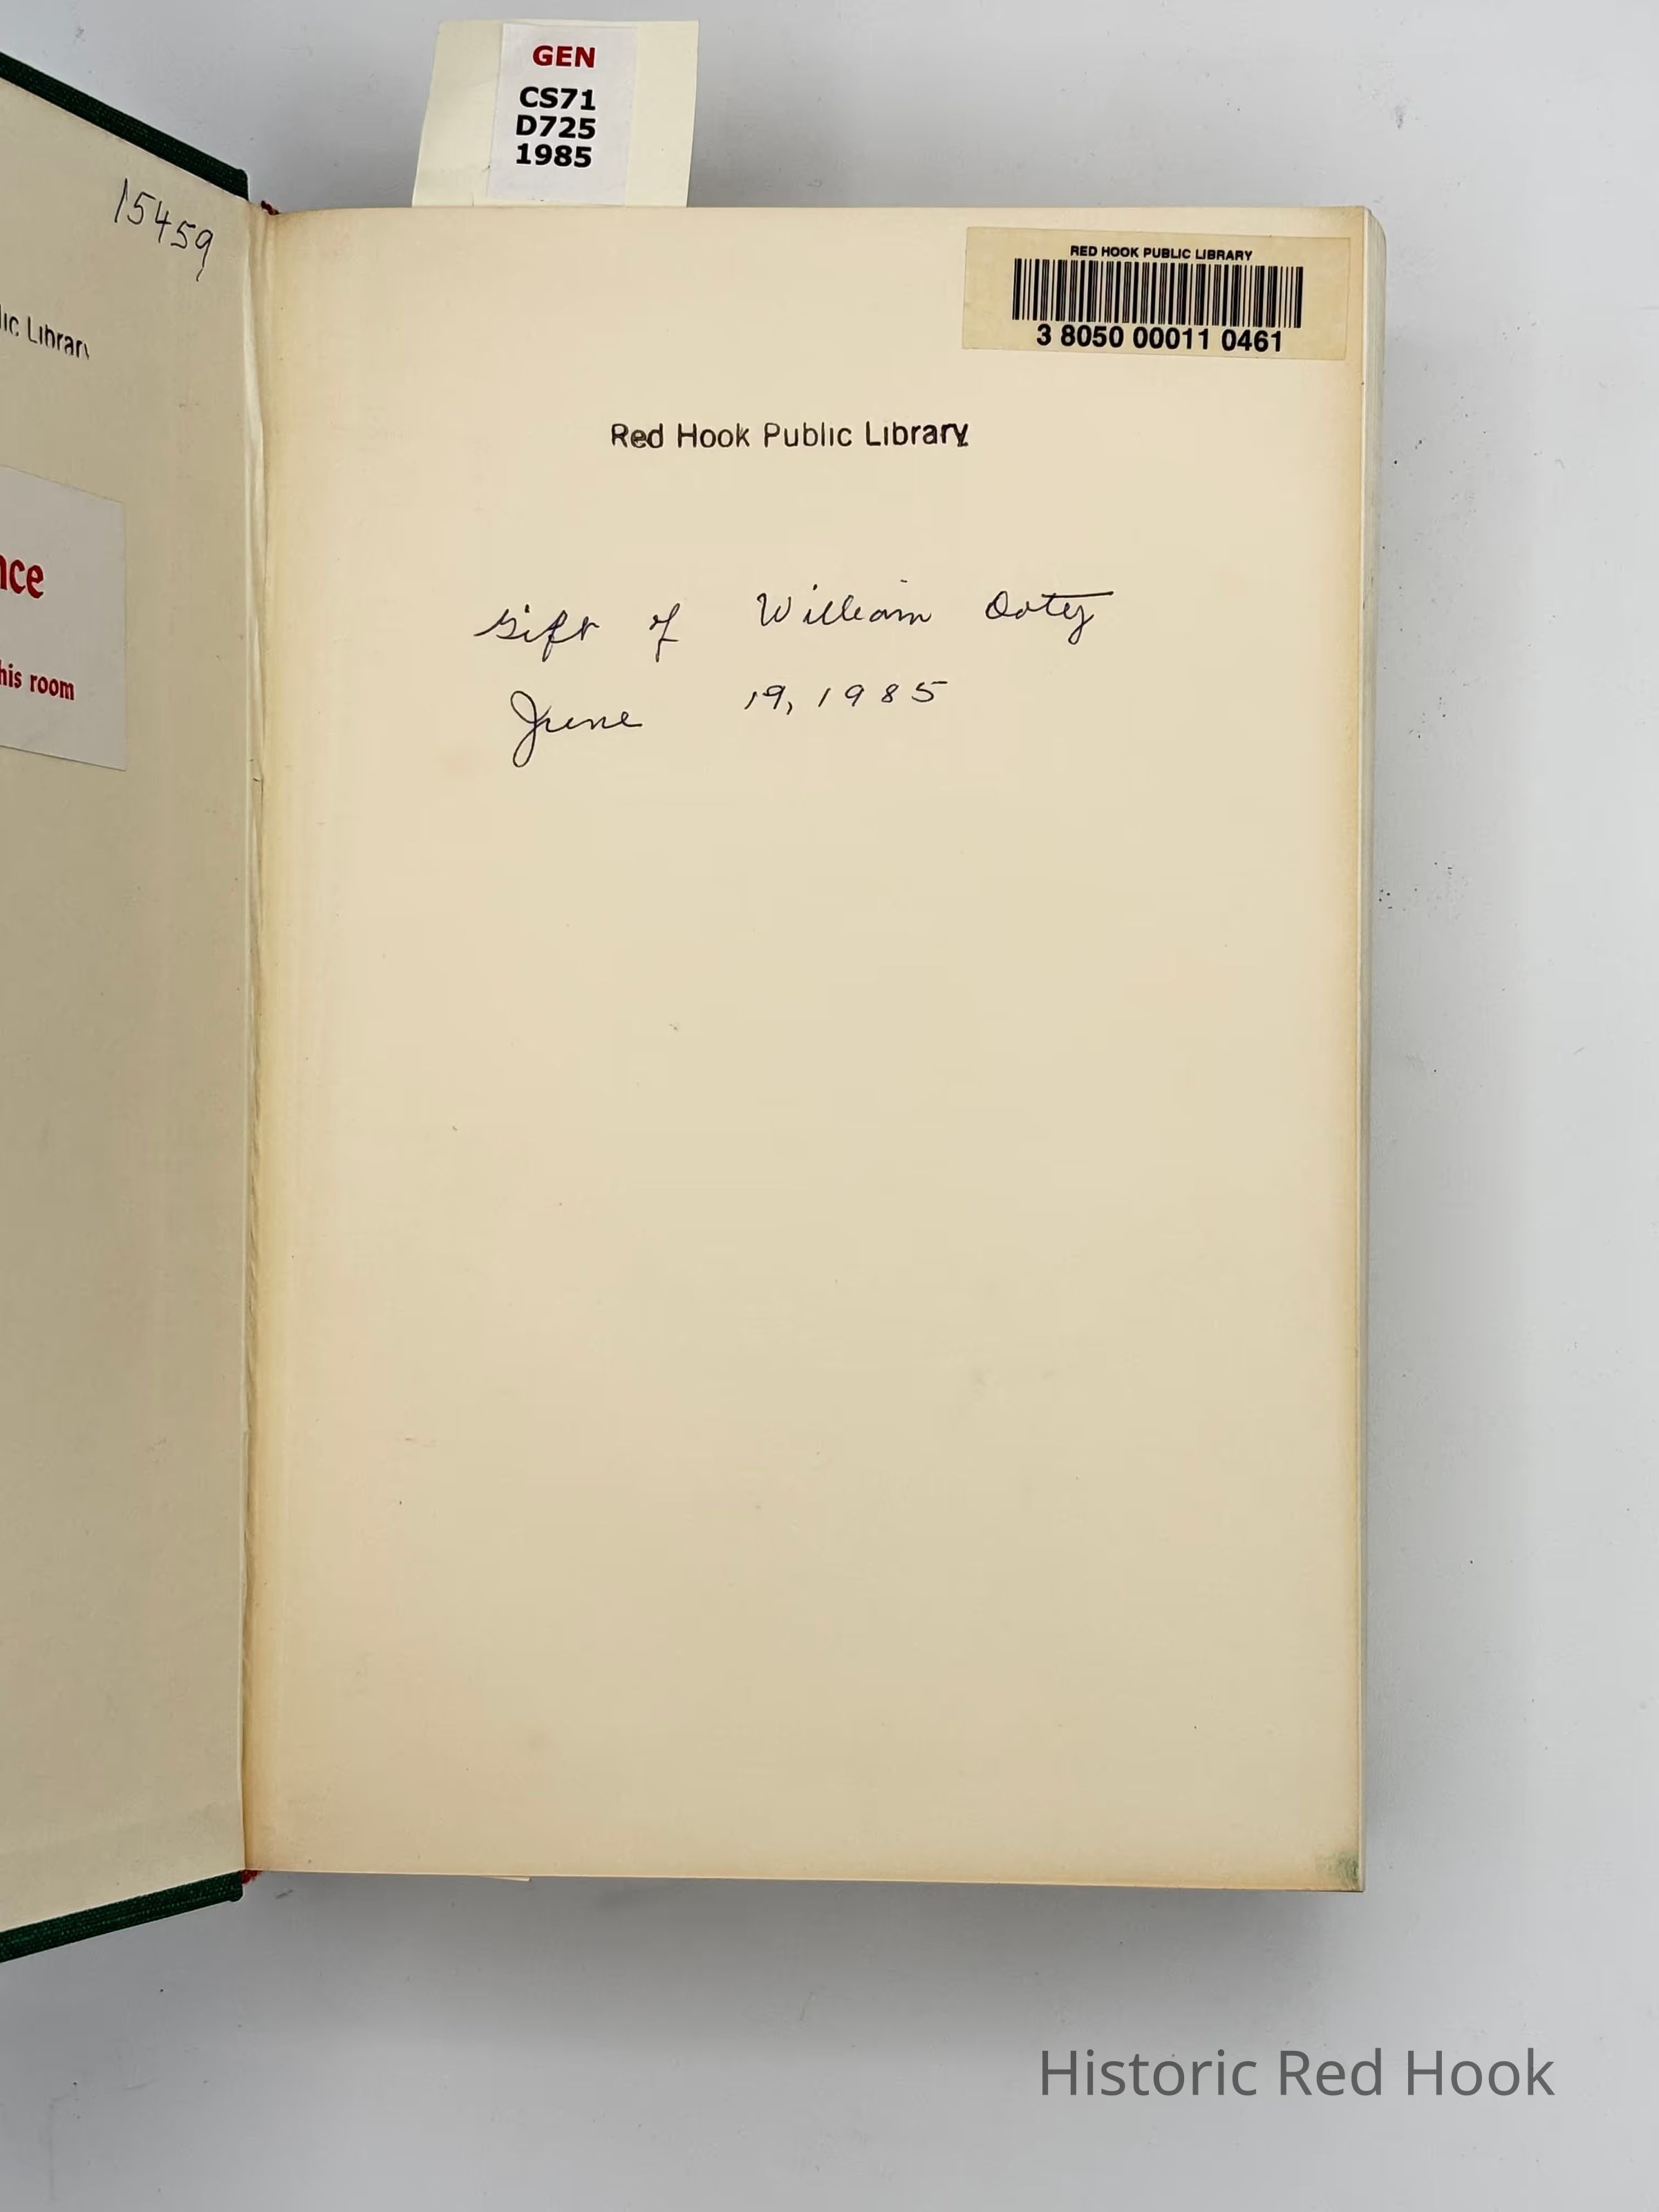 GEN
CS71
D725
1985
15459
lic Library
nce
his room
RED HOOK PUBLIC LIBRARY
3 8050 00011 0461
Red Hook Public Library
Gift of William Doty
June 19, 1985
Historic Red Hook